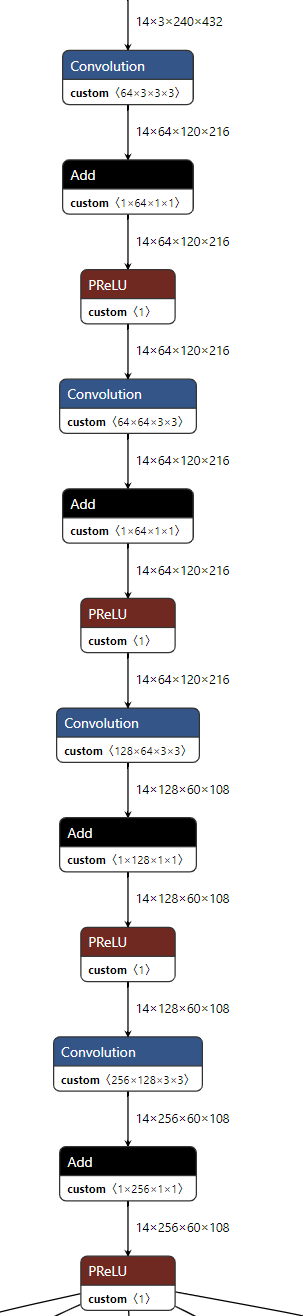 14×3×240×432
Convolution
custom〈64×3×3×3〉
14×64×120×216
Add
custom〈1×64×1×1〉
14×64×120×216
PReLU
custom〈1〉
14×64×120×216
Convolution
custom〈64×64×3×3〉
14×64×120×216
Add
custom〈1×64×1×1〉
14×64×120×216
PReLU
custom〈1〉
14×64×120×216
Convolution
custom〈128×64×3×3〉
14×128×60×108
Add
custom〈1×128×1×1〉
14×128×60×108
PReLU
custom〈1〉
14×128×60×108
Convolution
custom〈256×128×3×3〉
14×256×60×108
Add
custom〈1×256×1×1〉
14×256×60×108
PReLU
custom〈1〉